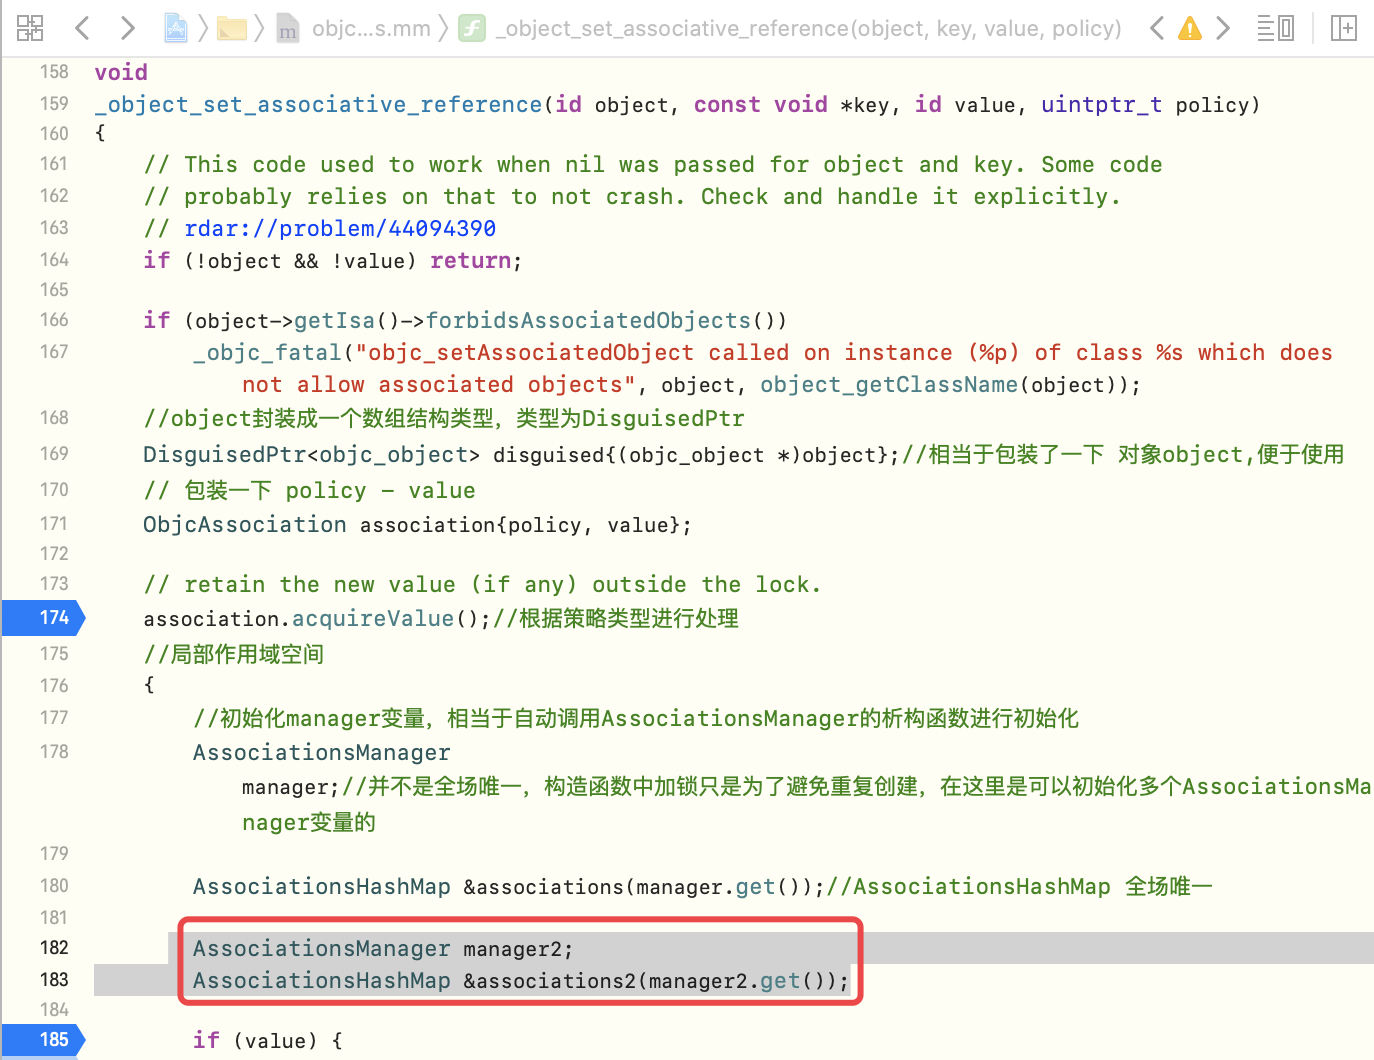 objc...s.mm _object_set_associative_reference(object, key, value, policy)
158 void
159 _object_set_associative_reference(id object, const void *key, id value, uintptr_t policy)
160 {
161 // This code used to work when nil was passed for object and key. Some code
162 // probably relies on that to not crash. Check and handle it explicitly.
163 // rdar://problem/44094390
164 if (!object && !value) return;
165
166 if (object->getIsa()->forbidsAssociatedObjects())
167 _objc_fatal("objc_setAssociatedObject called on instance (%p) of class %s which does
not allow associated objects", object, object_getClassName(object));
168 //object封装成一个数组结构类型，类型为DisguisedPtr
169 DisguisedPtr<objc_object> disguised{(objc_object *)object};//相当于包装了一下 对象object,便于使用
170 // 包装一下 policy - value
171 ObjcAssociation association{policy, value};
172
173 // retain the new value (if any) outside the lock.
174 association.acquireValue();//根据策略类型进行处理
175 //局部作用域空间
176 {
177 //初始化manager变量，相当于自动调用AssociationsManager的析构函数进行初始化
178 AssociationsManager
manager;//并不是全场唯一，构造函数中加锁只是为了避免重复创建，在这里是可以初始化多个AssociationsMa
nager变量的
179
180 AssociationsHashMap &associations(manager.get());//AssociationsHashMap 全场唯一
181
182 AssociationsManager manager2;
183 AssociationsHashMap &associations2(manager2.get());
184
185 if (value) {